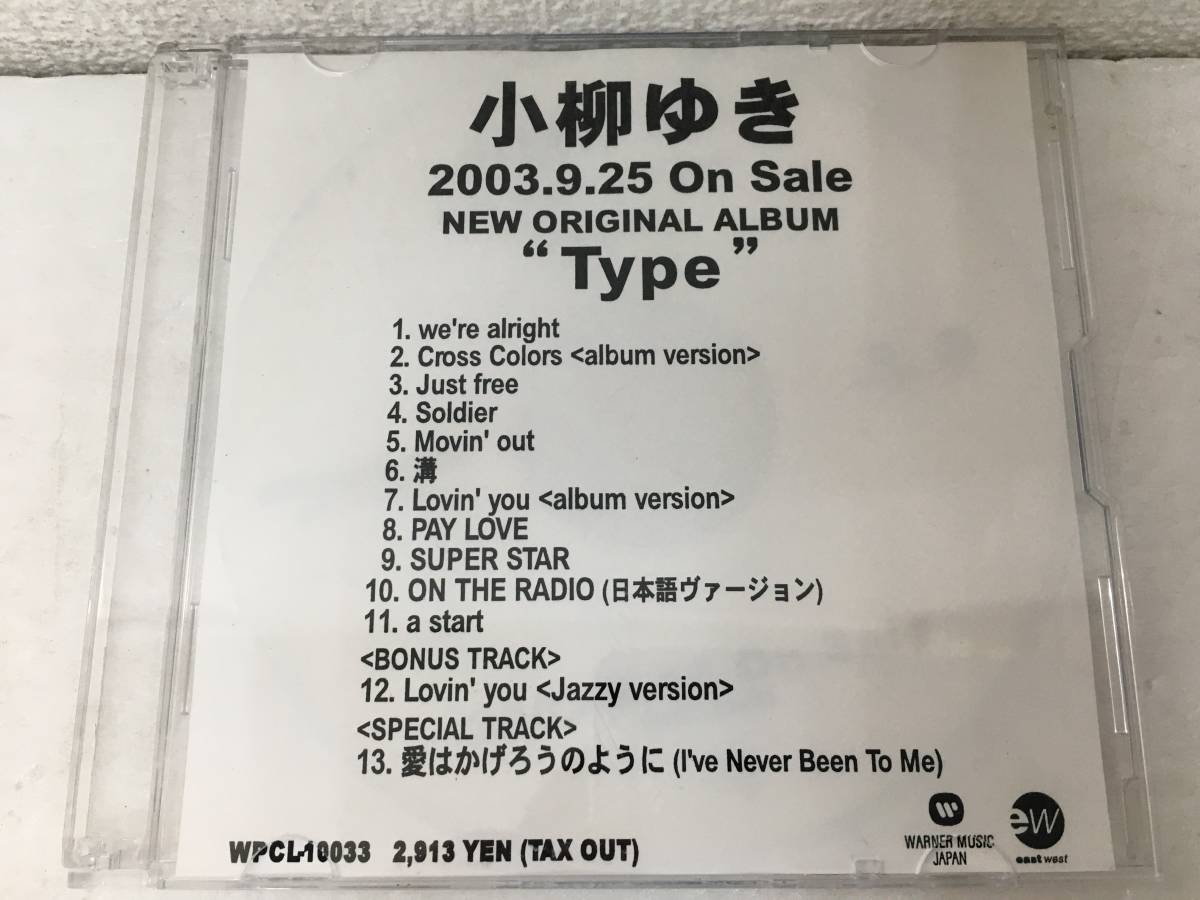 小柳ゆき
2003.9.25 On Sale
NEW ORIGINAL ALBUM
“Type”
1. we're alright
2. Cross Colors <album version>
3. Just free
4. Soldier
5. Movin' out
6. 溝
7. Lovin' you <album version>
8. PAY LOVE
9. SUPER STAR
10. ON THE RADIO (日本語ヴァージョン)
11. a start
<BONUS TRACK>
12. Lovin' you <Jazzy version>
<SPECIAL TRACK>
13. 愛はかげろうのように (I've Never Been To Me)
WPCL-10033 2,913 YEN (TAX OUT)
WARNER MUSIC
JAPAN
ew
east west